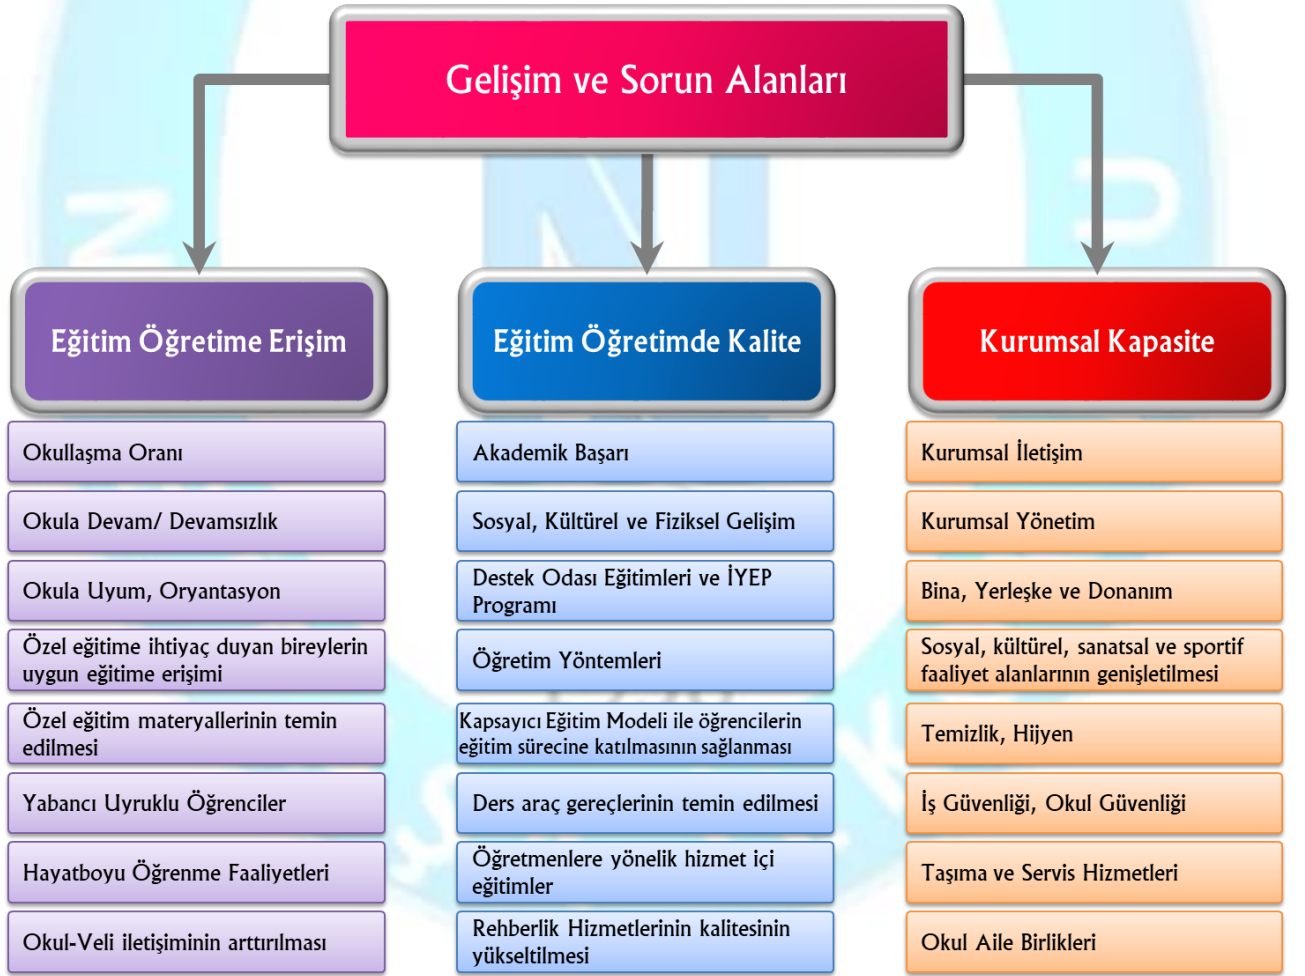 Gelişim ve Sorun Alanları
Eğitim Öğretime Erişim
Okullaşma Oranı
Okula Devam/ Devamsızlık
Okula Uyum, Oryantasyon
Özel eğitime ihtiyaç duyan bireylerin
uygun eğitime erişimi
Özel eğitim materyallerinin temin
edilmesi
Yabancı Uyruklu Öğrenciler
Hayatboyu Öğrenme Faaliyetleri
Okul-Veli iletişiminin arttırılması
Eğitim Öğretimde Kalite
Akademik Başarı
Sosyal, Kültürel ve Fiziksel Gelişim
Destek Odası Eğitimleri ve İYEP
Programı
Öğretim Yöntemleri
Kapsayıcı Eğitim Modeli ile öğrencilerin
eğitim sürecine katılmasının sağlanması
Ders araç gereçlerinin temin edilmesi
Öğretmenlere yönelik hizmet içi
eğitimler
Rehberlik Hizmetlerinin kalitesinin
yükseltilmesi
Kurumsal Kapasite
Kurumsal İletişim
Kurumsal Yönetim
Bina, Yerleşke ve Donanım
Sosyal, kültürel, sanatsal ve sportif
faaliyet alanlarının genişletilmesi
Temizlik, Hijyen
İş Güvenliği, Okul Güvenliği
Taşıma ve Servis Hizmetleri
Okul Aile Birlikleri